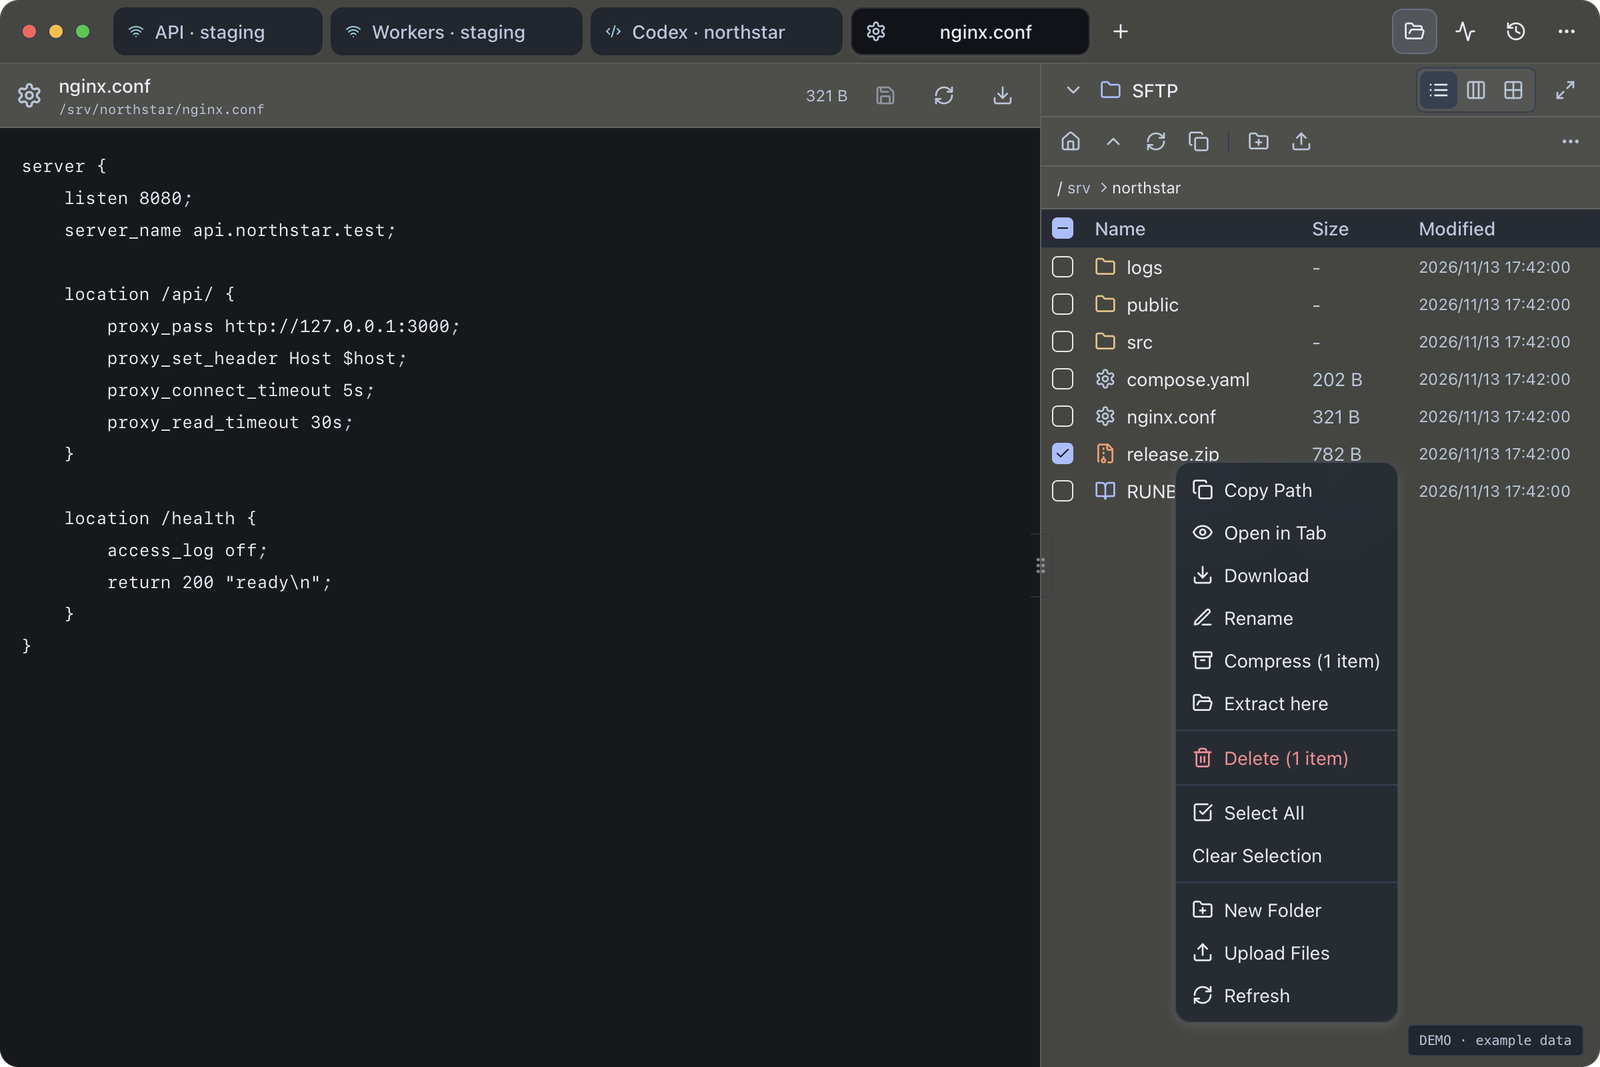 API · staging
Workers · staging
Codex · northstar
nginx.conf
nginx.conf
/srv/northstar/nginx.conf
321 B
server {
    listen 8080;
    server_name api.northstar.test;

    location /api/ {
        proxy_pass http://127.0.0.1:3000;
        proxy_set_header Host $host;
        proxy_connect_timeout 5s;
        proxy_read_timeout 30s;
    }

    location /health {
        access_log off;
        return 200 "ready\n";
    }
}
SFTP
/ srv > northstar
Name Size Modified
logs - 2026/11/13 17:42:00
public - 2026/11/13 17:42:00
src - 2026/11/13 17:42:00
compose.yaml 202 B 2026/11/13 17:42:00
nginx.conf 321 B 2026/11/13 17:42:00
release.zip 782 B 2026/11/13 17:42:00
RUNB 2026/11/13 17:42:00
Copy Path
Open in Tab
Download
Rename
Compress (1 item)
Extract here
Delete (1 item)
Select All
Clear Selection
New Folder
Upload Files
Refresh
DEMO · example data